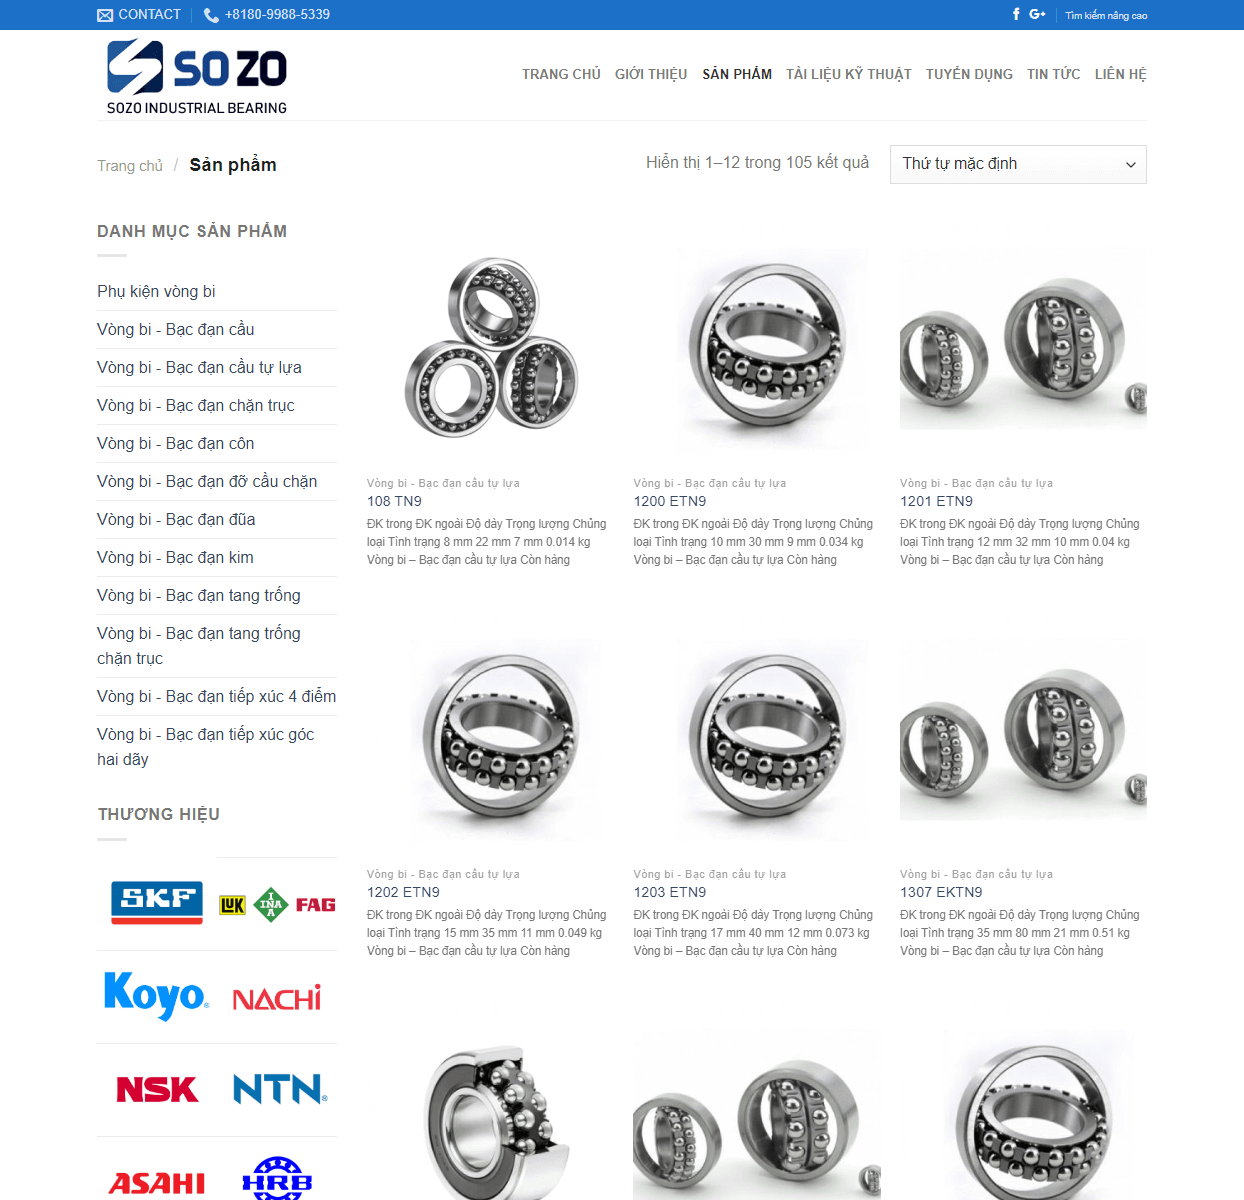 CONTACT
+8180-9988-5339
Tìm kiếm nâng cao
SOZO
SOZO INDUSTRIAL BEARING
TRANG CHỦ
GIỚI THIỆU
SẢN PHẨM
TÀI LIỆU KỸ THUẬT
TUYỂN DỤNG
TIN TỨC
LIÊN HỆ
Trang chủ / Sản phẩm
Hiển thị 1–12 trong 105 kết quả
Thứ tự mặc định
DANH MỤC SẢN PHẨM
Phụ kiện vòng bi
Vòng bi - Bạc đạn cầu
Vòng bi - Bạc đạn cầu tự lựa
Vòng bi - Bạc đạn chặn trục
Vòng bi - Bạc đạn côn
Vòng bi - Bạc đạn đỡ cầu chặn
Vòng bi - Bạc đạn đũa
Vòng bi - Bạc đạn kim
Vòng bi - Bạc đạn tang trống
Vòng bi - Bạc đạn tang trống
chặn trục
Vòng bi - Bạc đạn tiếp xúc 4 điểm
Vòng bi - Bạc đạn tiếp xúc góc
hai dãy
THƯƠNG HIỆU
SKF
LUK
INA
FAG
Koyo
NACHi
NSK
NTN
ASAHI
HRB
Vòng bi - Bạc đạn cầu tự lựa
108 TN9
ĐK trong ĐK ngoài Độ dày Trọng lượng Chủng
loại Tình trạng 8 mm 22 mm 7 mm 0.014 kg
Vòng bi – Bạc đạn cầu tự lựa Còn hàng
Vòng bi - Bạc đạn cầu tự lựa
1200 ETN9
ĐK trong ĐK ngoài Độ dày Trọng lượng Chủng
loại Tình trạng 10 mm 30 mm 9 mm 0.034 kg
Vòng bi – Bạc đạn cầu tự lựa Còn hàng
Vòng bi - Bạc đạn cầu tự lựa
1201 ETN9
ĐK trong ĐK ngoài Độ dày Trọng lượng Chủng
loại Tình trạng 12 mm 32 mm 10 mm 0.04 kg
Vòng bi – Bạc đạn cầu tự lựa Còn hàng
Vòng bi - Bạc đạn cầu tự lựa
1202 ETN9
ĐK trong ĐK ngoài Độ dày Trọng lượng Chủng
loại Tình trạng 15 mm 35 mm 11 mm 0.049 kg
Vòng bi – Bạc đạn cầu tự lựa Còn hàng
Vòng bi - Bạc đạn cầu tự lựa
1203 ETN9
ĐK trong ĐK ngoài Độ dày Trọng lượng Chủng
loại Tình trạng 17 mm 40 mm 12 mm 0.073 kg
Vòng bi – Bạc đạn cầu tự lựa Còn hàng
Vòng bi - Bạc đạn cầu tự lựa
1307 EKTN9
ĐK trong ĐK ngoài Độ dày Trọng lượng Chủng
loại Tình trạng 35 mm 80 mm 21 mm 0.51 kg
Vòng bi – Bạc đạn cầu tự lựa Còn hàng